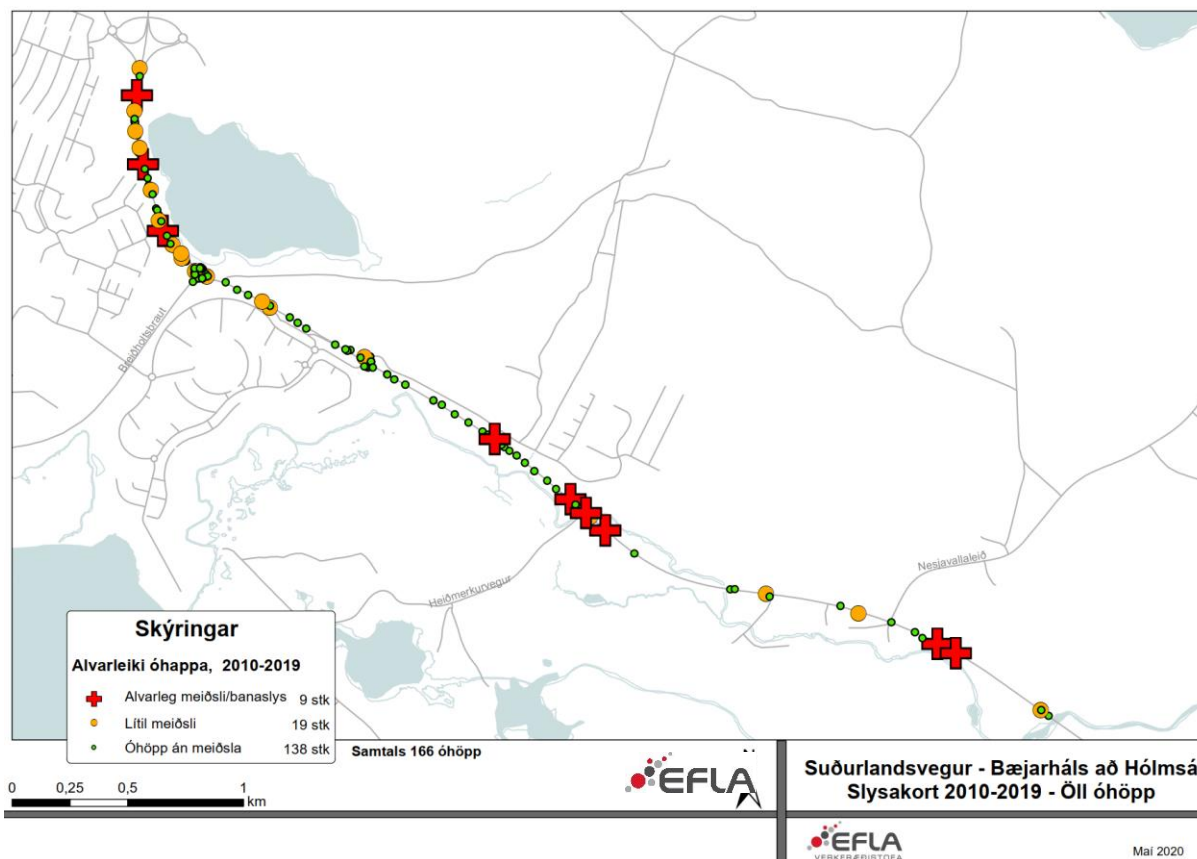 Breiðholtsbraut
Nesjavallaleið
Heiðmerkurvegur
Skýringar
Alvarleiki óhappa, 2010-2019
Alvarleg meiðsli/banaslys 9 stk
Lítil meiðsli 19 stk
Óhöpp án meiðsla 138 stk
Samtals 166 óhöpp
0 0,25 0,5 1
km
EFLA
Suðurlandsvegur - Bæjarháls að Hólmsá
Slysakort 2010-2019 - Öll óhöpp
EFLA
VERKFRÆÐISTOFA
Mai 2020